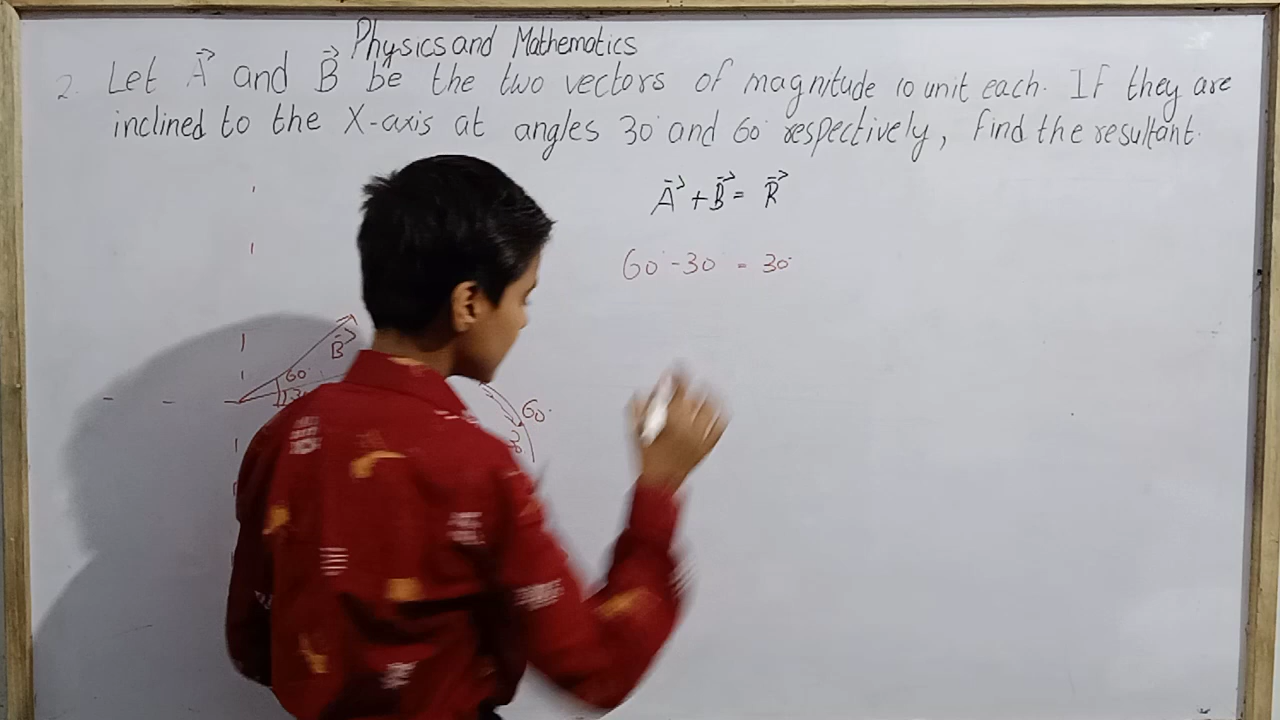 Physics and Mathematics
2. Let A⃗ and B⃗ be the two vectors of magnitude 10 unit each. If they are
inclined to the X-axis at angles 30° and 60° respectively, find the resultant.
A⃗ + B⃗ = R⃗
60° - 30° = 30°
B⃗
60°
60°